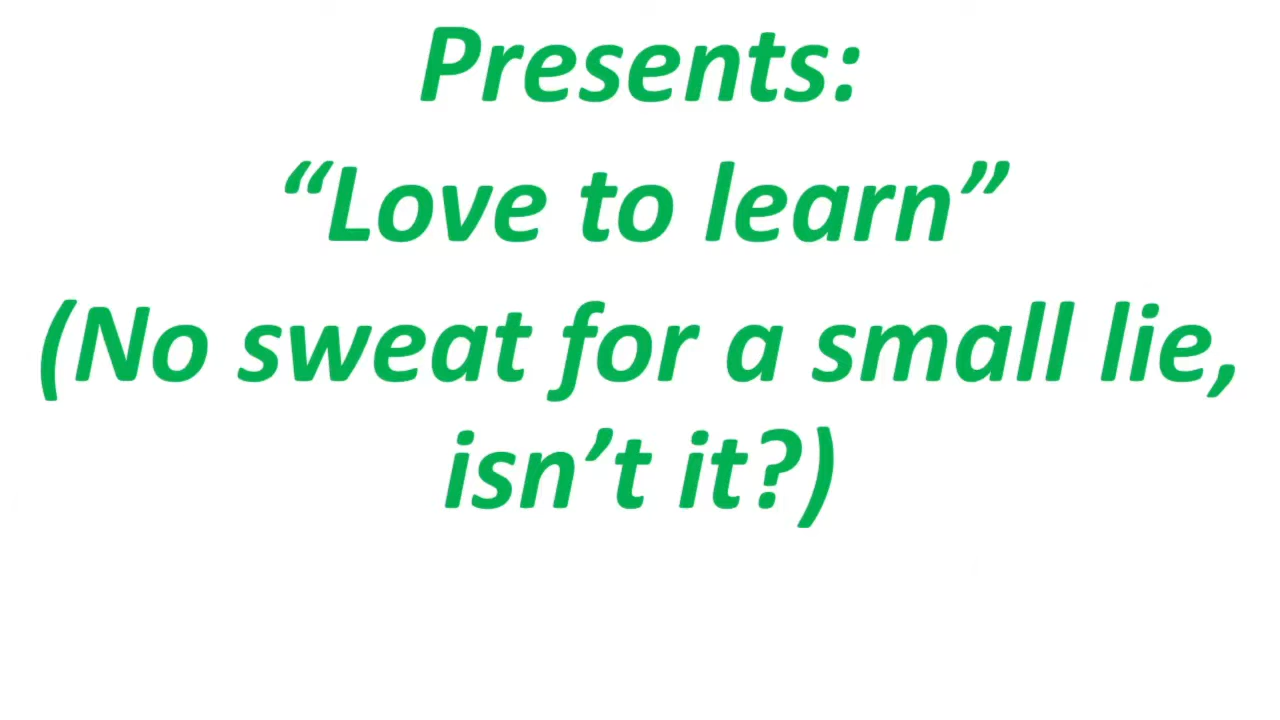 Presents:
“Love to learn”
(No sweat for a small lie,
isn’t it?)